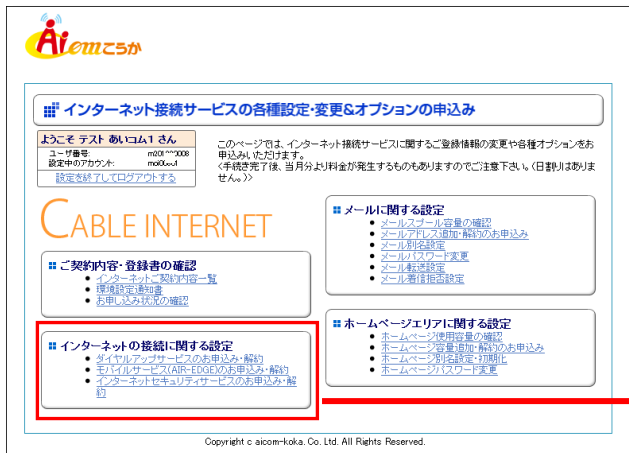 Aiemこうか
インターネット接続サービスの各種設定・変更&オプションの申込み
ようこそ テスト あいコム1 さん
ユーザ番号:
設定中のアカウント:
設定を終了してログアウトする
このページでは、インターネット接続サービスに関するご登録情報の変更や各種オプションをお
申込みいただけます。
<手続き完了後、当月分より料金が発生するものもありますのでご注意下さい。(日割りはありま
せん。)>
CABLE INTERNET
ご契約内容・登録書の確認
インターネットご契約内容一覧
環境設定通知書
お申し込み状況の確認
インターネットの接続に関する設定
ダイヤルアップサービスのお申込み・解約
モバイルサービス(AIR-EDGE)のお申込み・解約
インターネットセキュリティサービスのお申込み・解
約
メールに関する設定
メールスプール容量の確認
メールアドレス追加・解約のお申込み
メール別名設定
メールパスワード変更
メール転送設定
メール着信拒否設定
ホームページエリアに関する設定
ホームページ使用容量の確認
ホームページ容量追加・解約のお申込み
ホームページ別名設定・初期化
ホームページパスワード変更
Copyright c aicom-koka. Co. Ltd. All Rights Reserved.